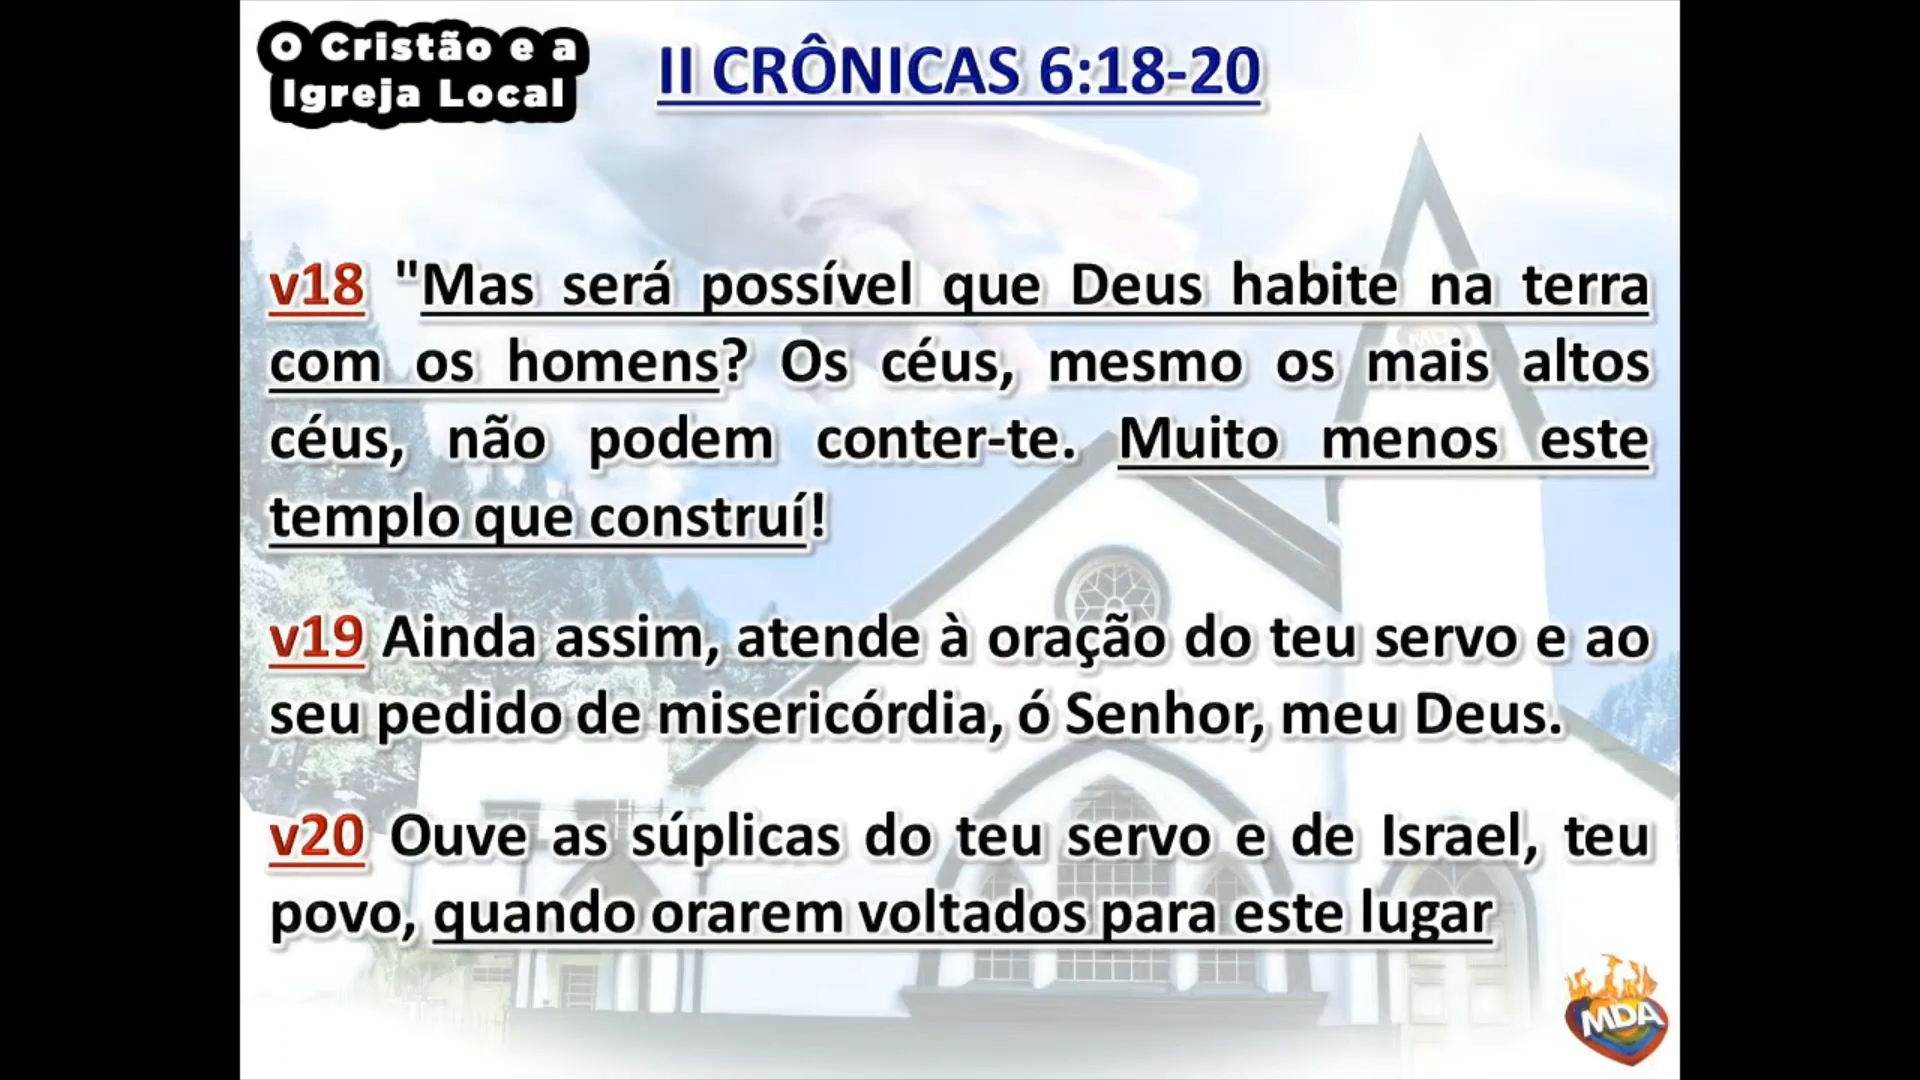 O Cristão e a
Igreja Local
II CRÔNICAS 6:18-20
v18 "Mas será possível que Deus habite na terra
com os homens? Os céus, mesmo os mais altos
céus, não podem conter-te. Muito menos este
templo que construí!
v19 Ainda assim, atende à oração do teu servo e ao
seu pedido de misericórdia, ó Senhor, meu Deus.
v20 Ouve as súplicas do teu servo e de Israel, teu
povo, quando orarem voltados para este lugar
MDA